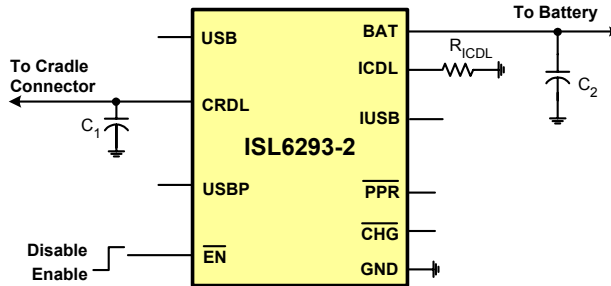 To Battery
USB
BAT
R_ICDL
To Cradle
Connector
ICDL
C_2
CRDL
C_1
IUSB
ISL6293-2
USBP
PPR
CHG
Disable
Enable
EN
GND